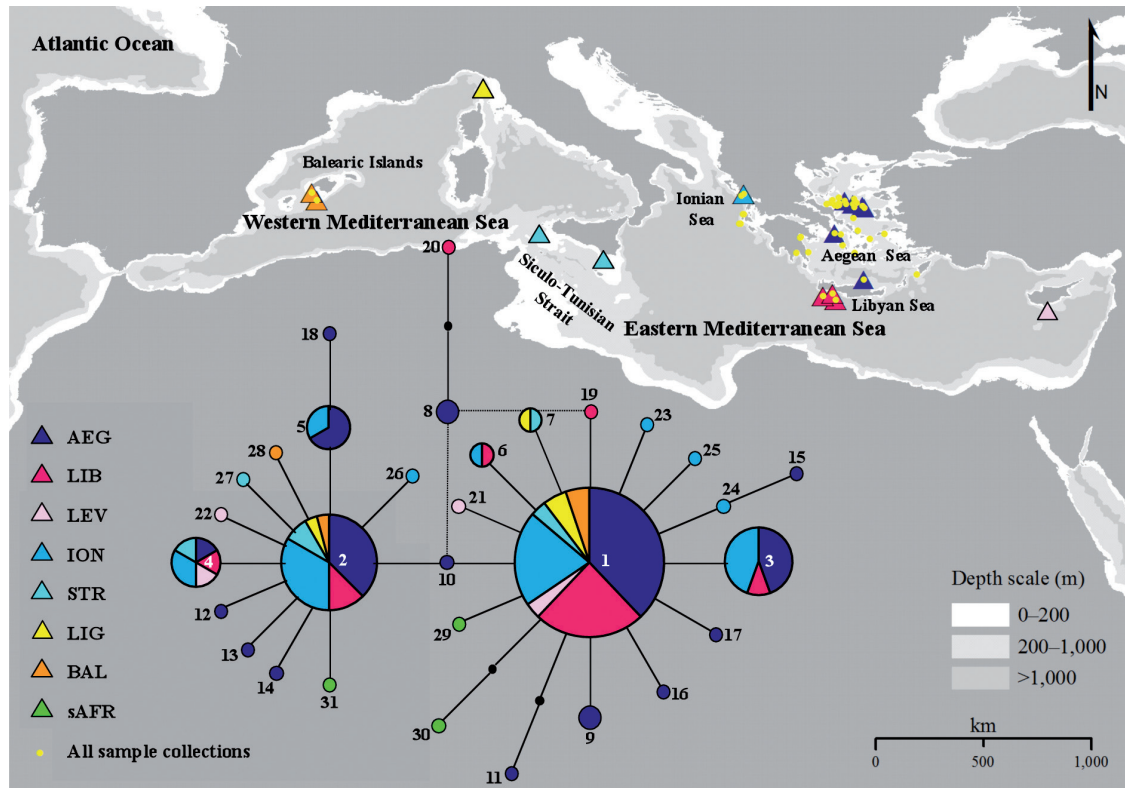 Atlantic Ocean
N
Balearic Islands
Ionian
Sea
Western Mediterranean Sea
Aegean Sea
Siculo-Tunisian
Strait
Libyan Sea
Eastern Mediterranean Sea
20
18
8
19
7
23
5
6
25
28
26
15
27
24
21
22
4
2
10
1
3
12
29
17
13
14
31
16
30
9
11
AEG
LIB
LEV
ION
STR
LIG
BAL
sAFR
All sample collections
Depth scale (m)
0–200
200–1,000
>1,000
km
0 500 1,000